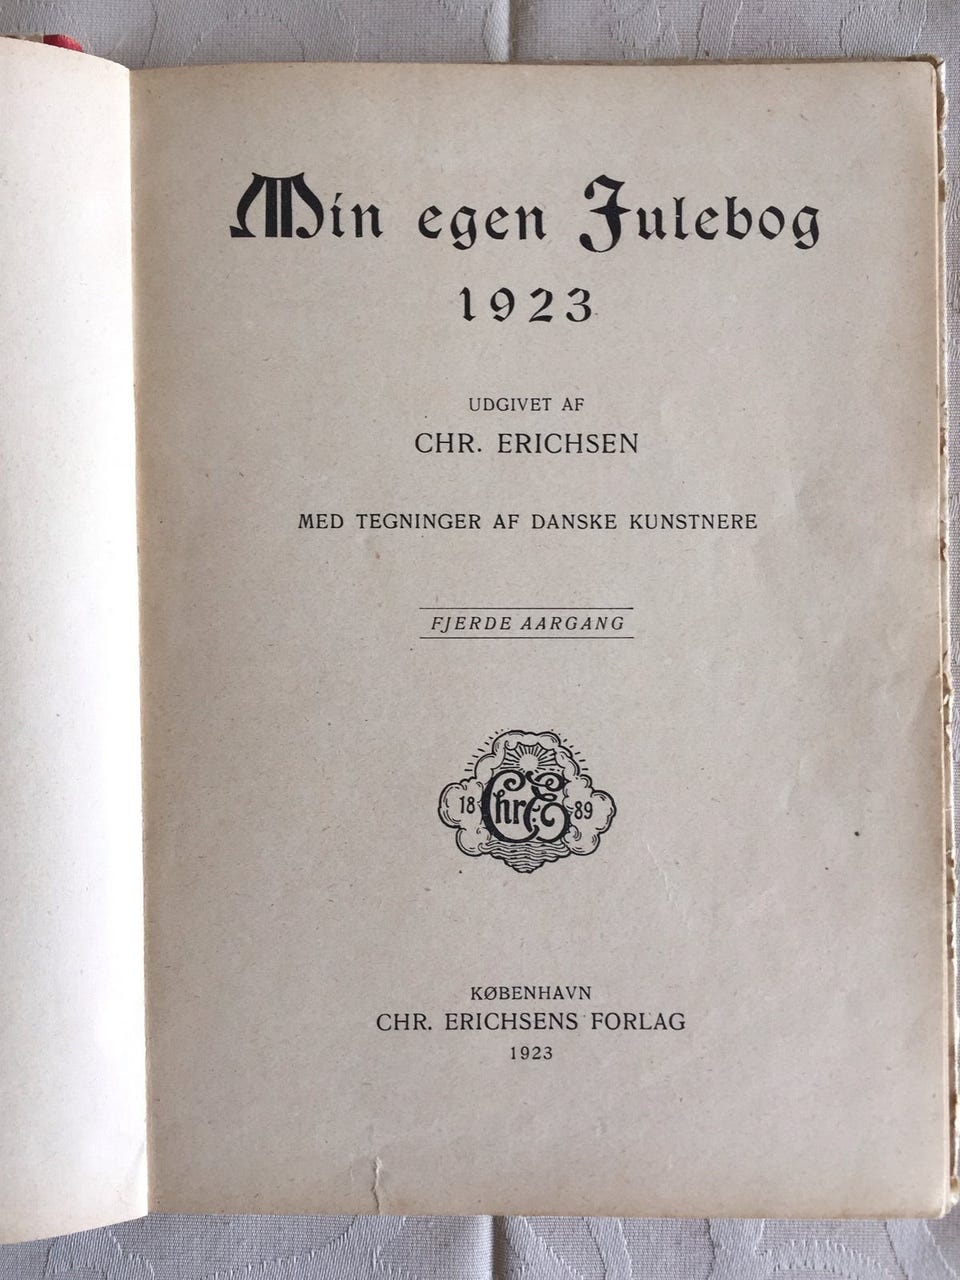 Min egen Julebog
1923
UDGIVET AF
CHR. ERICHSEN
MED TEGNINGER AF DANSKE KUNSTNERE
FJERDE AARGANG
18 Chr. E 89
KØBENHAVN
CHR. ERICHSENS FORLAG
1923